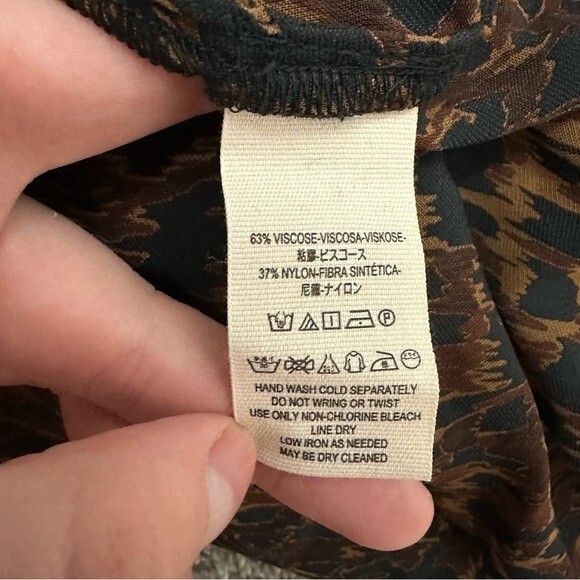 63% VISCOSE-VISCOSA-VISKOSE-
粘膠-ビスコース
37% NYLON-FIBRA SINTÉTICA-
尼龍-ナイロン
P
HAND WASH COLD SEPARATELY
DO NOT WRING OR TWIST
USE ONLY NON-CHLORINE BLEACH
LINE DRY
LOW IRON AS NEEDED
MAY BE DRY CLEANED